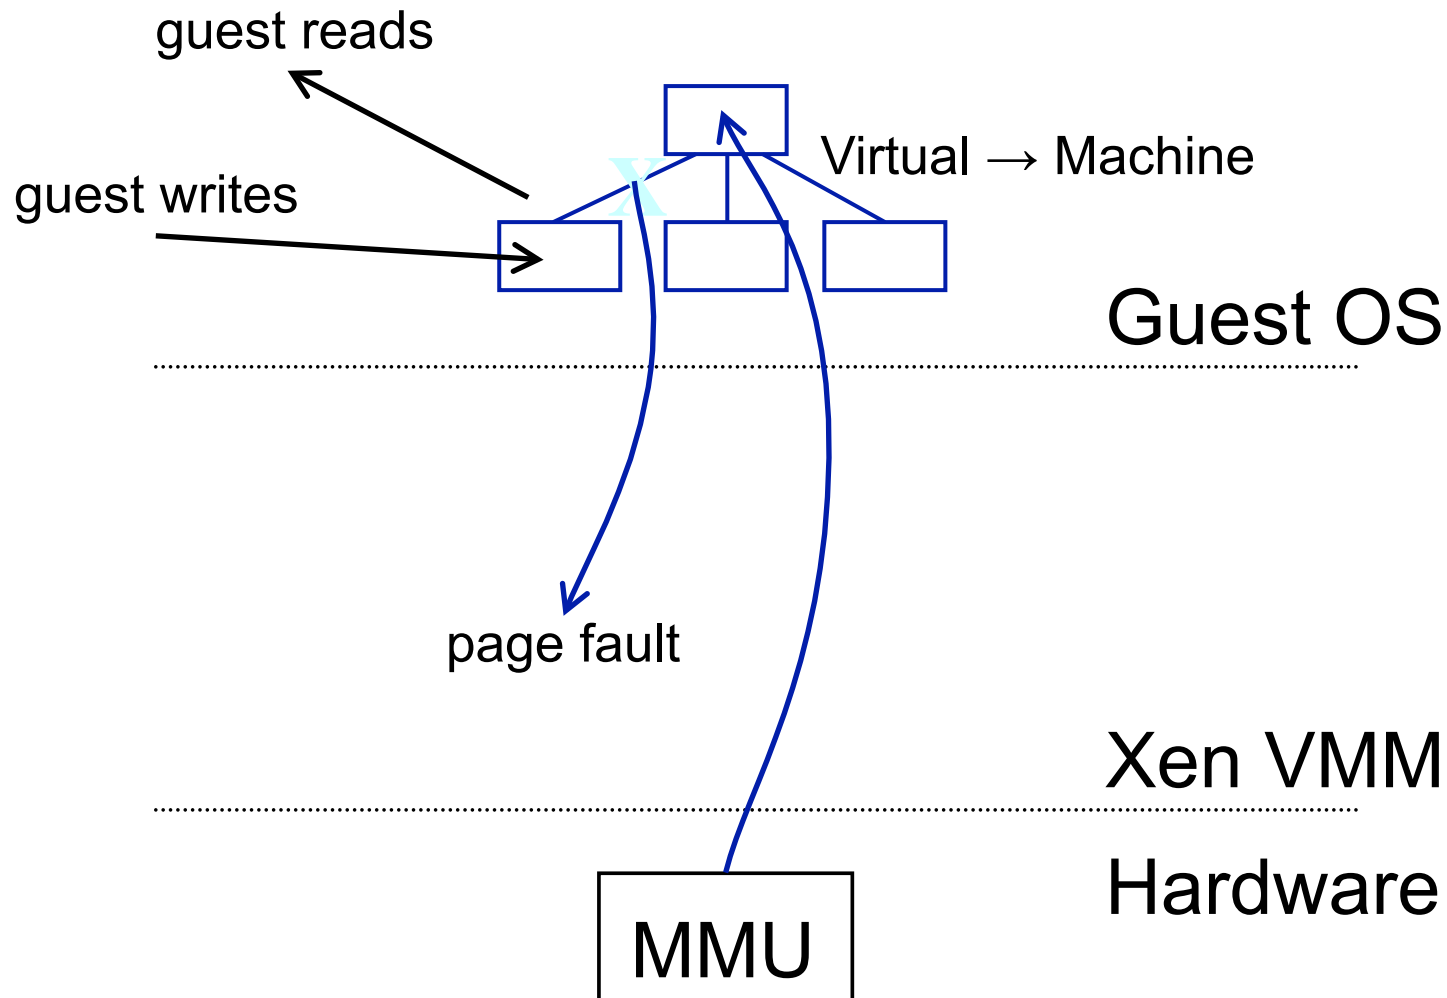 guest reads
Virtual → Machine
guest writes
X
Guest OS
page fault
Xen VMM
Hardware
MMU